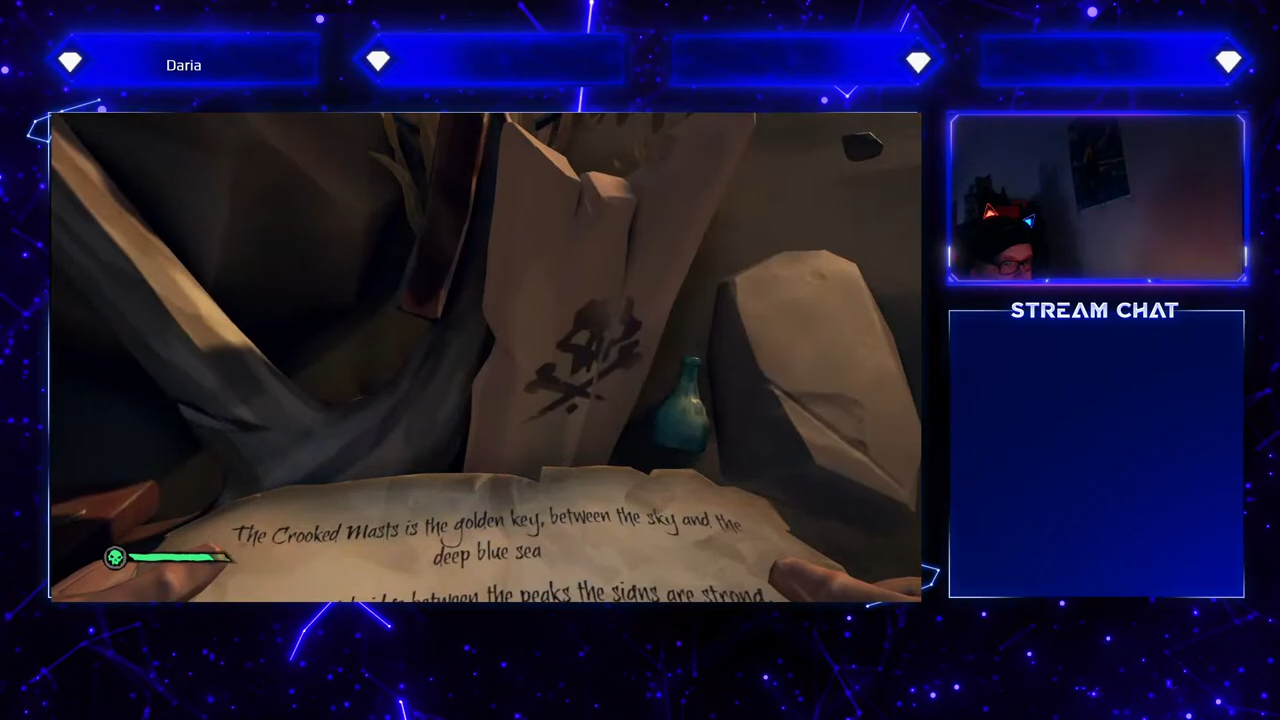 Daria
STREAM CHAT
The Crooked Masts is the golden key, between the sky and the
deep blue sea
between the peaks the signs are strong,